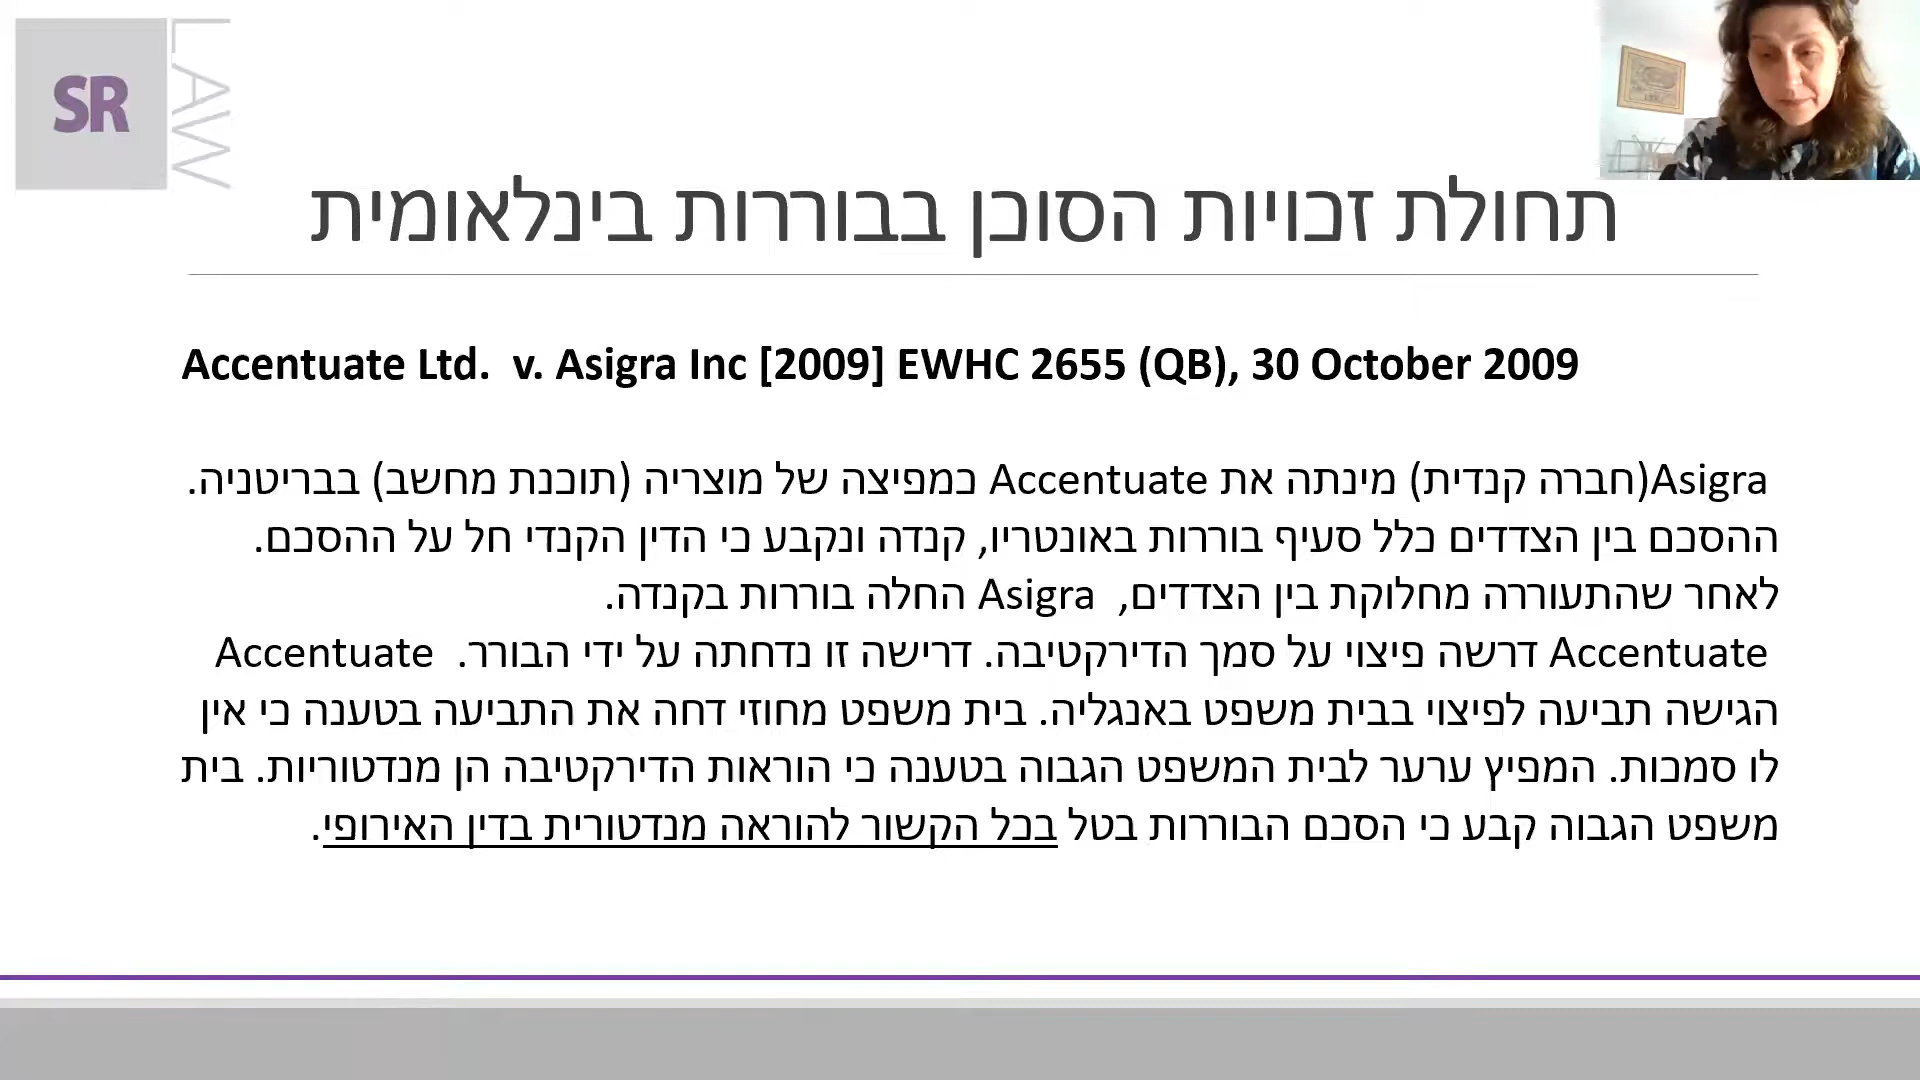 SR
LAW
תחולת זכויות הסוכן בבוררות בינלאומית
Accentuate Ltd.  v. Asigra Inc [2009] EWHC 2655 (QB), 30 October 2009
Asigra(חברה קנדית) מינתה את Accentuate כמפיצה של מוצריה (תוכנת מחשב) בבריטניה.
ההסכם בין הצדדים כלל סעיף בוררות באונטריו, קנדה ונקבע כי הדין הקנדי חל על ההסכם.
לאחר שהתעוררה מחלוקת בין הצדדים,  Asigra החלה בוררות בקנדה.
Accentuate דרשה פיצוי על סמך הדירקטיבה. דרישה זו נדחתה על ידי הבורר.  Accentuate
הגישה תביעה לפיצוי בבית משפט באנגליה. בית משפט מחוזי דחה את התביעה בטענה כי אין
לו סמכות. המפיץ ערער לבית המשפט הגבוה בטענה כי הוראות הדירקטיבה הן מנדטוריות. בית
משפט הגבוה קבע כי הסכם הבוררות בטל בכל הקשור להוראה מנדטורית בדין האירופי.